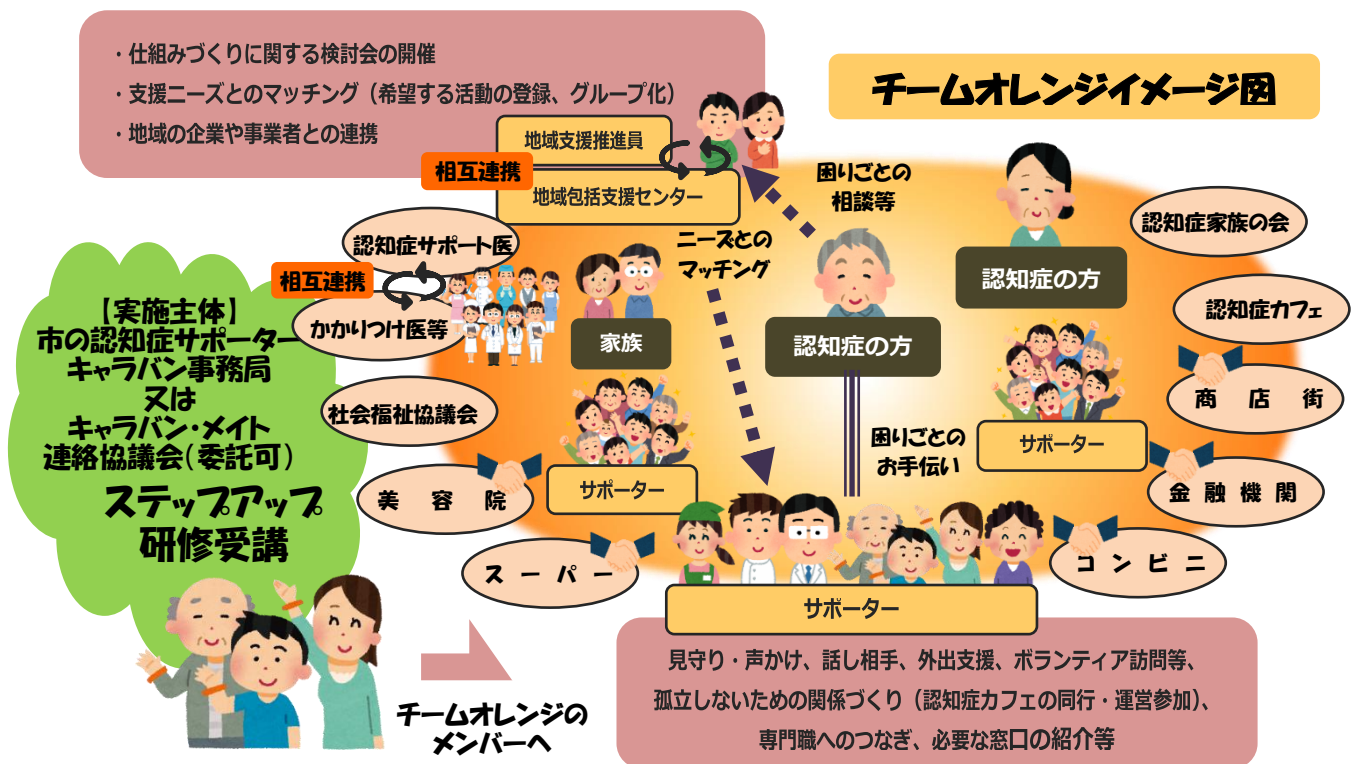 ・仕組みづくりに関する検討会の開催
・支援ニーズとのマッチング（希望する活動の登録、グループ化）
・地域の企業や事業者との連携
チームオレンジイメージ図
地域支援推進員
相互連携
地域包括支援センター
困りごとの
相談等
認知症家族の会
認知症サポート医
ニーズとの
マッチング
相互連携
認知症の方
認知症カフェ
かかりつけ医等
家族
認知症の方
商店街
【実施主体】
市の認知症サポーター
キャラバン事務局
又は
キャラバン・メイト
連絡協議会(委託可)
ステップアップ
研修受講
社会福祉協議会
困りごとの
お手伝い
サポーター
美容院
サポーター
金融機関
スーパー
コンビニ
サポーター
見守り・声かけ、話し相手、外出支援、ボランティア訪問等、
孤立しないための関係づくり（認知症カフェの同行・運営参加）、
専門職へのつなぎ、必要な窓口の紹介等
チームオレンジの
メンバーへ